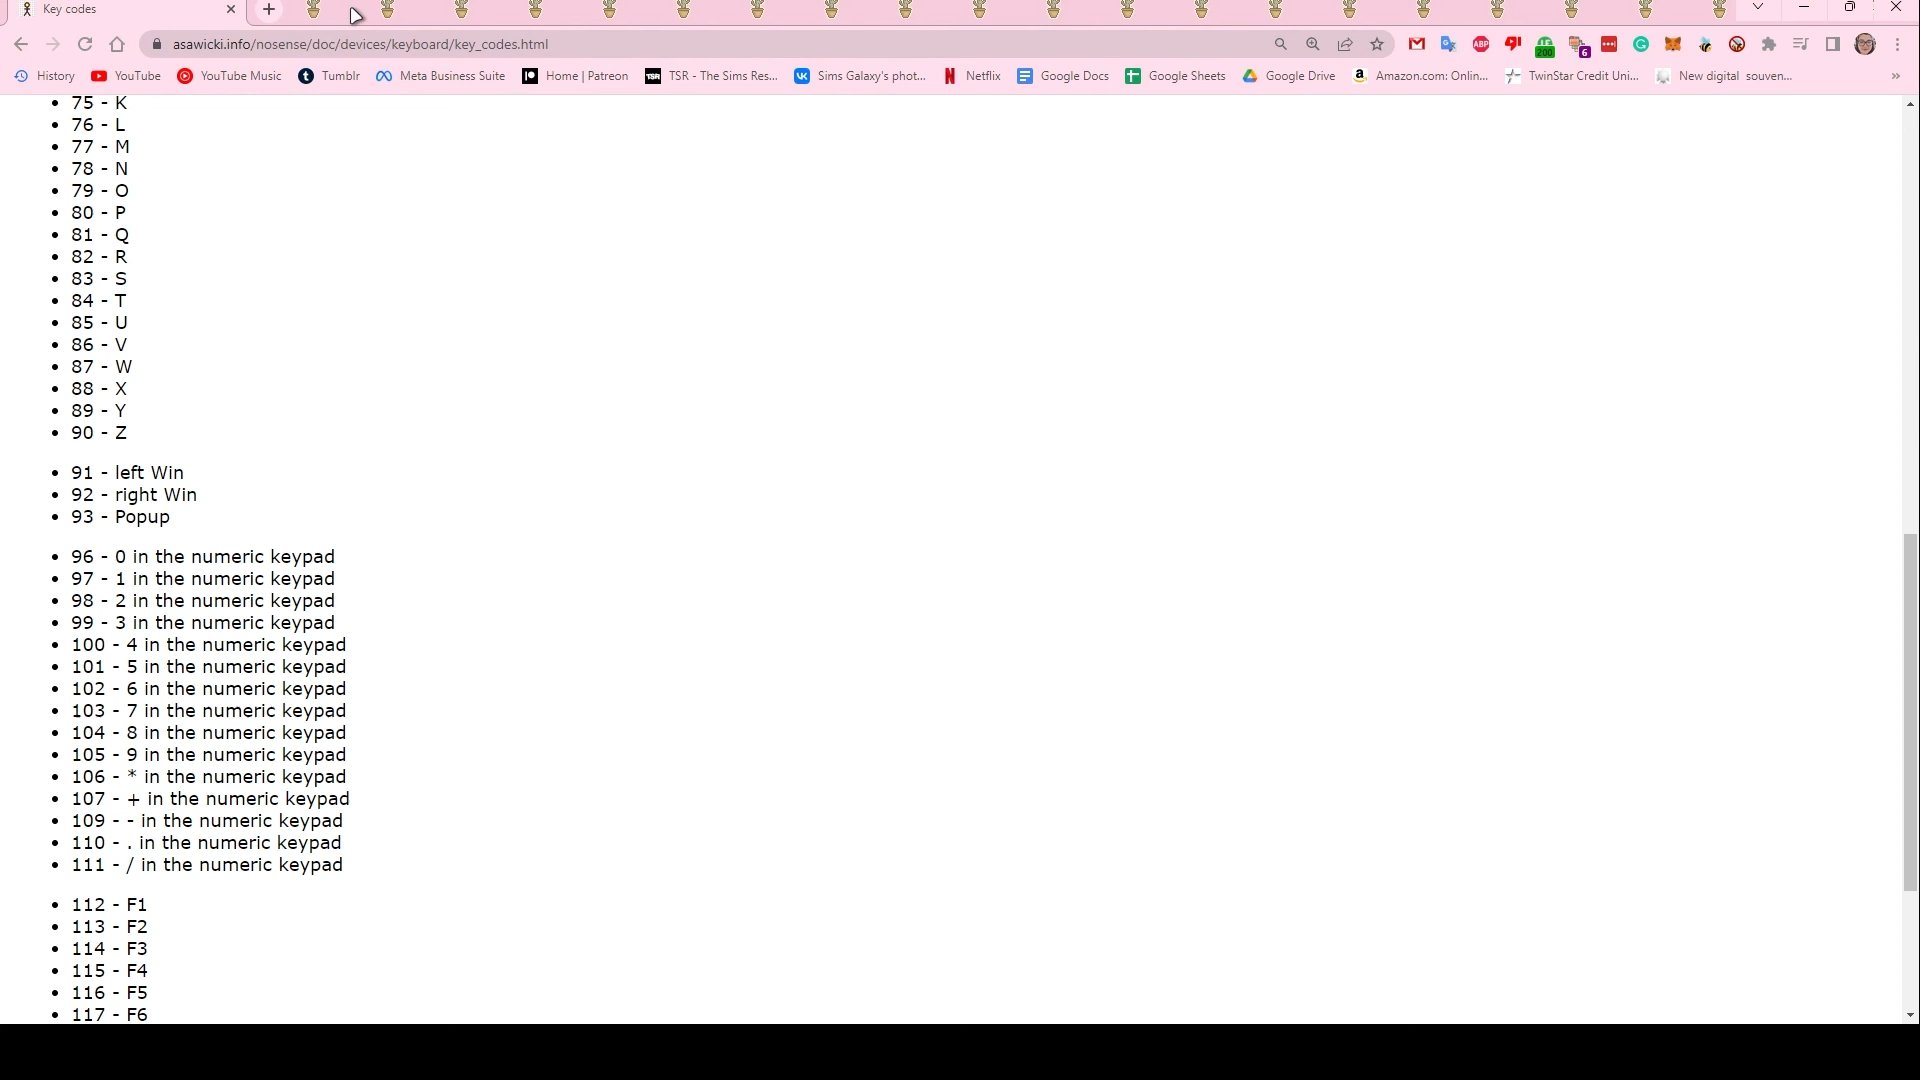 Key codes
asawicki.info/nosense/doc/devices/keyboard/key_codes.html
ABP
200
6
History
YouTube
YouTube Music
Tumblr
Meta Business Suite
Home | Patreon
TSR
TSR - The Sims Res...
Sims Galaxy's phot...
Netflix
Google Docs
Google Sheets
Google Drive
Amazon.com: Onlin...
TwinStar Credit Uni...
New digital souven...
75 - K
76 - L
77 - M
78 - N
79 - O
80 - P
81 - Q
82 - R
83 - S
84 - T
85 - U
86 - V
87 - W
88 - X
89 - Y
90 - Z
91 - left Win
92 - right Win
93 - Popup
96 - 0 in the numeric keypad
97 - 1 in the numeric keypad
98 - 2 in the numeric keypad
99 - 3 in the numeric keypad
100 - 4 in the numeric keypad
101 - 5 in the numeric keypad
102 - 6 in the numeric keypad
103 - 7 in the numeric keypad
104 - 8 in the numeric keypad
105 - 9 in the numeric keypad
106 - * in the numeric keypad
107 - + in the numeric keypad
109 - - in the numeric keypad
110 - . in the numeric keypad
111 - / in the numeric keypad
112 - F1
113 - F2
114 - F3
115 - F4
116 - F5
117 - F6